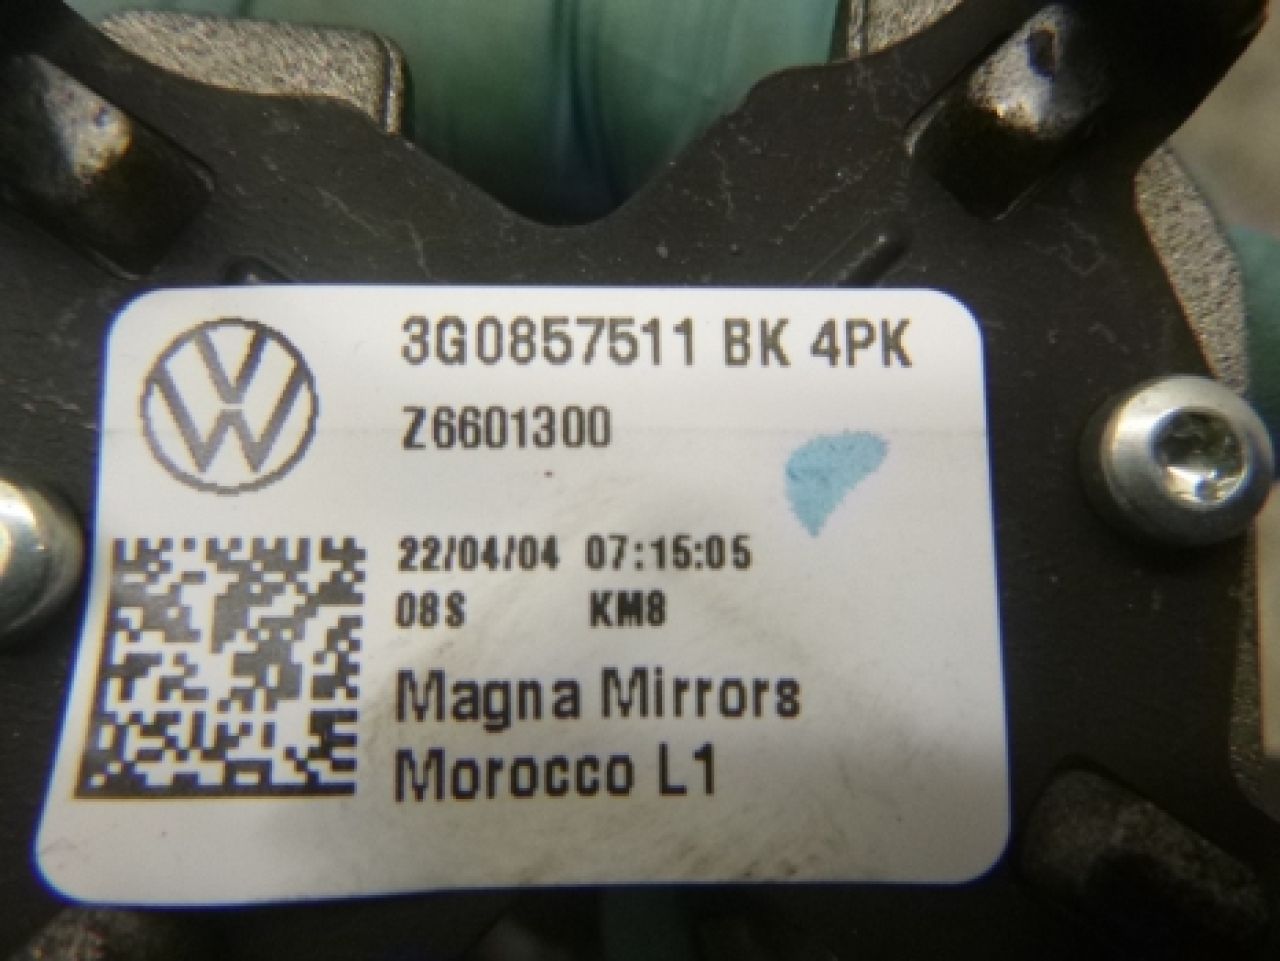 3G0857511 BK 4PK
Z6601300
22/04/04 07:15:05
08S KM8
Magna Mirrors
Morocco L1